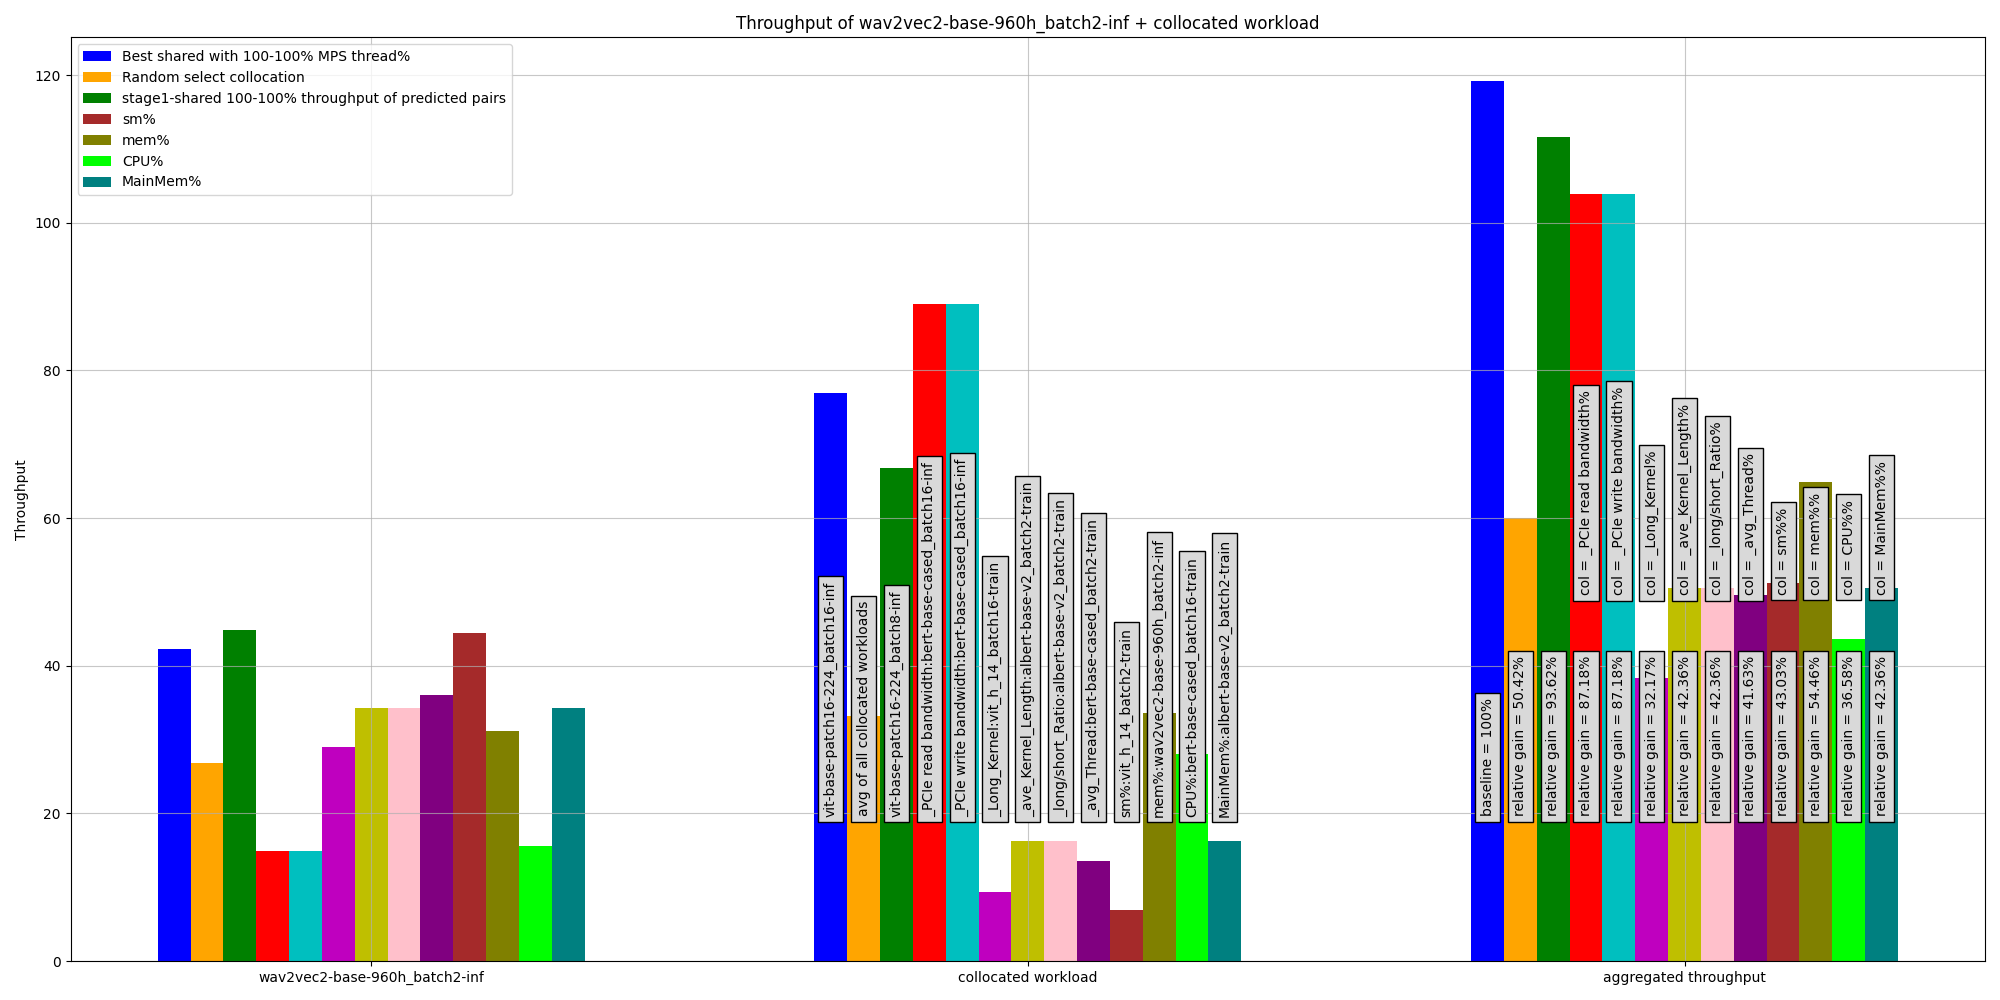 Throughput of wav2vec2-base-960h_batch2-inf + collocated workload
Best shared with 100-100% MPS thread%
Random select collocation
stage1-shared 100-100% throughput of predicted pairs
sm%
mem%
CPU%
MainMem%
Throughput
120
100
80
60
40
20
0
vit-base-patch16-224_batch16-inf
avg of all collocated workloads
vit-base-patch16-224_batch8-inf
_PCIe read bandwidth:bert-base-cased_batch16-inf
_PCIe write bandwidth:bert-base-cased_batch16-inf
_Long_Kernel:vit_h_14_batch16-train
_ave_Kernel_Length:albert-base-v2_batch2-train
_long/short_Ratio:albert-base-v2_batch2-train
_avg_Thread:bert-base-cased_batch2-train
sm%:vit_h_14_batch2-train
mem%:wav2vec2-base-960h_batch2-inf
CPU%:bert-base-cased_batch16-train
MainMem%:albert-base-v2_batch2-train
col = _PCIe read bandwidth%
col = _PCIe write bandwidth%
col = _Long_Kernel%
col = _ave_Kernel_Length%
col = _long/short_Ratio%
col = _avg_Thread%
col = sm%%
col = mem%%
col = CPU%%
col = MainMem%%
baseline = 100%
relative gain = 50.42%
relative gain = 93.62%
relative gain = 87.18%
relative gain = 87.18%
relative gain = 32.17%
relative gain = 42.36%
relative gain = 42.36%
relative gain = 41.63%
relative gain = 43.03%
relative gain = 54.46%
relative gain = 36.58%
relative gain = 42.36%
wav2vec2-base-960h_batch2-inf
collocated workload
aggregated throughput